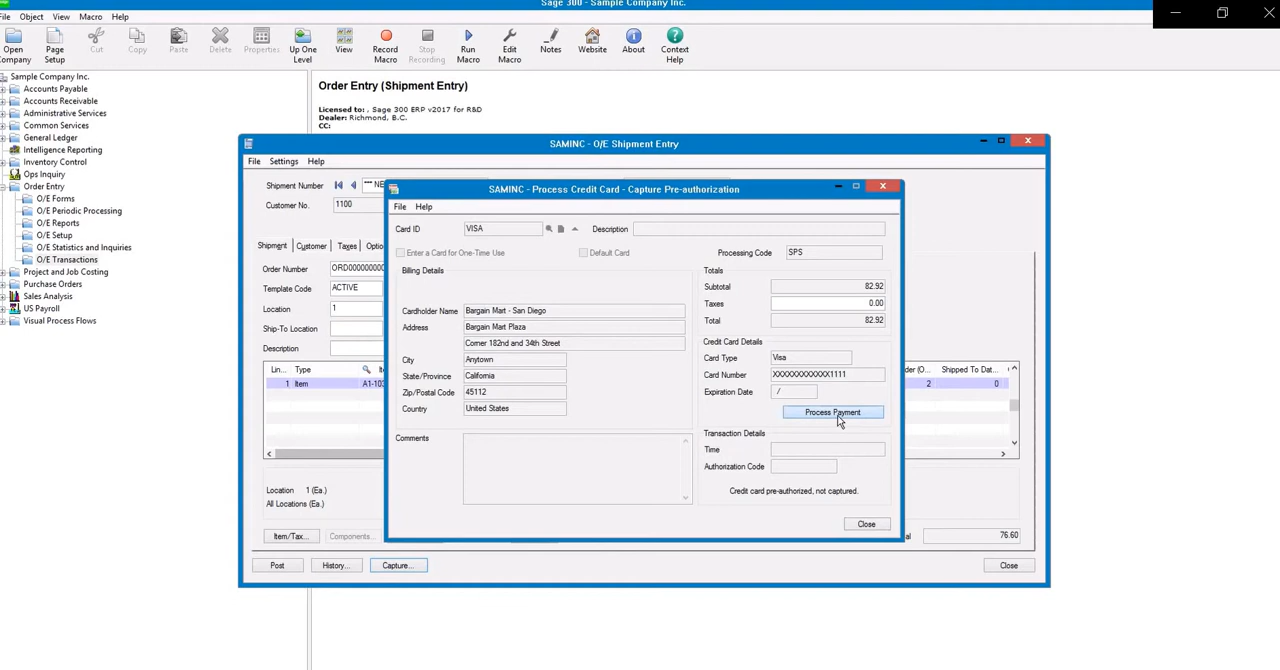 Sage 300 - Sample Company Inc.
File Object View Macro Help
Open Company
Page Setup
Cut
Copy
Paste
Delete
Properties
Up One Level
View
Record Macro
Stop Recording
Run Macro
Edit Macro
Notes
Website
About
Context Help
Sample Company Inc.
Accounts Payable
Accounts Receivable
Administrative Services
Common Services
General Ledger
Intelligence Reporting
Inventory Control
Ops Inquiry
Order Entry
O/E Forms
O/E Periodic Processing
O/E Reports
O/E Setup
O/E Statistics and Inquiries
O/E Transactions
Project and Job Costing
Purchase Orders
Sales Analysis
US Payroll
Visual Process Flows
Order Entry (Shipment Entry)
Licensed to: , Sage 300 ERP v2017 for R&D
Dealer: Richmond, B.C.
CC:
SAMINC - O/E Shipment Entry
File Settings Help
Shipment Number *** NE
Customer No. 1100
Shipment Customer Taxes
Order Number
Template Code ACTIVE
Location 1
Ship-To Location
Description
Lin... Type
1 Item A1-103
Shipped To Dat...
2 0
Location 1 (Ea.)
All Locations (Ea.)
Item/Tax... Components...
76.60
Post History... Capture... Close
SAMINC - Process Credit Card - Capture Pre-authorization
File Help
Card ID VISA Description
Enter a Card for One-Time Use Default Card Processing Code SPS
Billing Details
Cardholder Name Bargain Mart - San Diego
Address Bargain Mart Plaza
Corner 182nd and 34th Street
City Anytown
State/Province California
Zip/Postal Code 45112
Country United States
Comments
Totals
Subtotal 82.92
Taxes 0.00
Total 82.92
Credit Card Details
Card Type Visa
Card Number XXXXXXXXXXXX1111
Expiration Date /
Process Payment
Transaction Details
Time
Authorization Code
Credit card pre-authorized, not captured.
Close